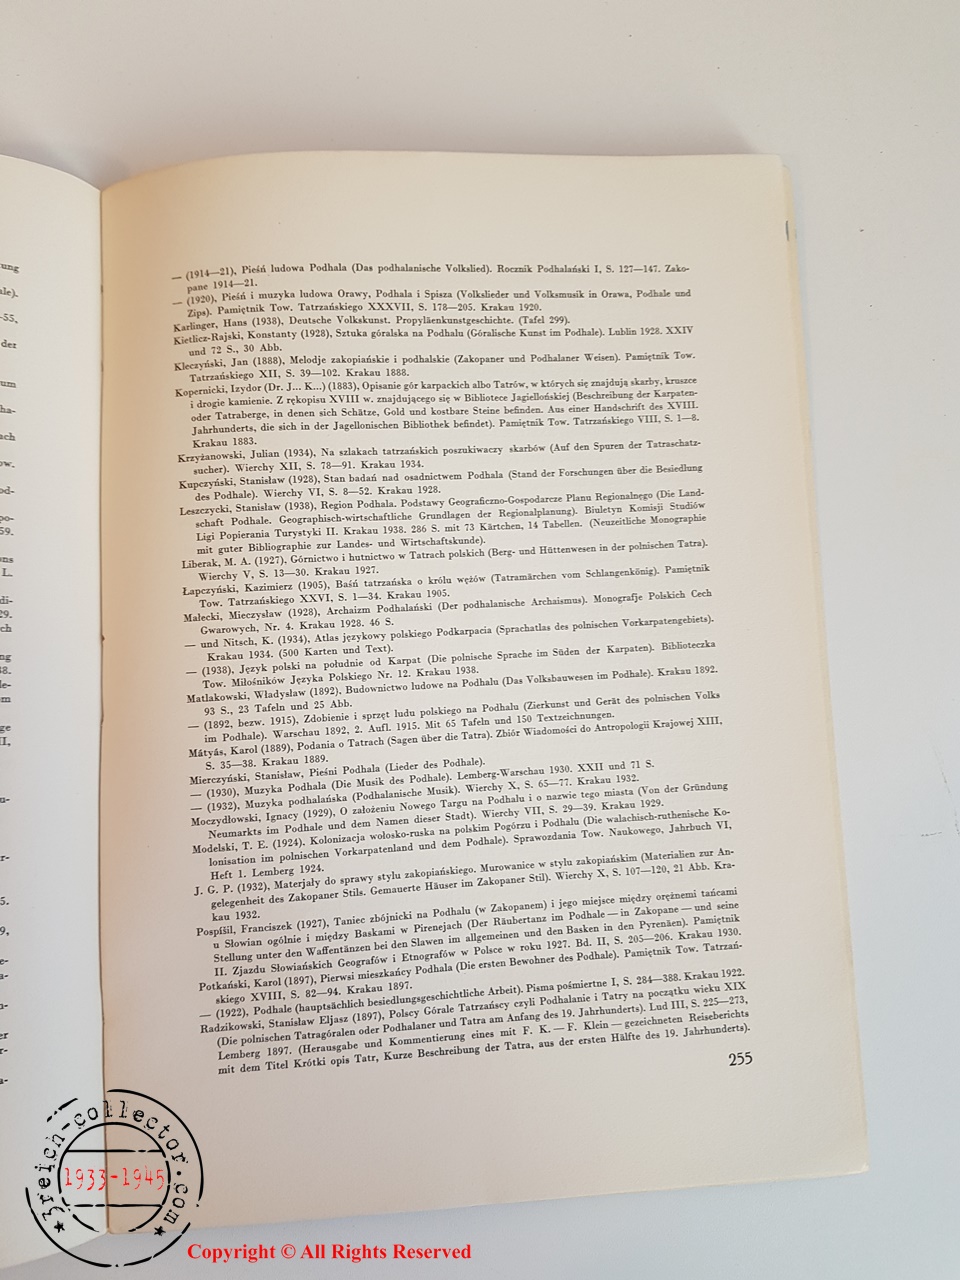 ung
ale).
-55,
der
um
ha-
ach
ow.
od-
po-
59.
ons
L.
di-
29.
ch
ng
38.
le-
m
ge
II,
u-
r-
5.
9,
e-
a-
n-
er
r-
a-
— (1914—21), Pieśń ludowa Podhala (Das podhalanische Volkslied). Rocznik Podhalański I, S. 127—147. Zako-
pane 1914—21.
— (1920), Pieśń i muzyka ludowa Orawy, Podhala i Spisza (Volkslieder und Volksmusik in Orawa, Podhale und
Zips). Pamiętnik Tow. Tatrzańskiego XXXVII, S. 178—205. Krakau 1920.
Karlinger, Hans (1938), Deutsche Volkskunst. Propyläenkunstgeschichte. (Tafel 299).
Kietlicz-Rajski, Konstanty (1928), Sztuka góralska na Podhalu (Góralische Kunst im Podhale). Lublin 1928. XXIV
und 72 S., 30 Abb.
Kleczyński, Jan (1888), Melodje zakopiańskie i podhalskie (Zakopaner und Podhalaner Weisen). Pamiętnik Tow.
Tatrzańskiego XII, S. 39—102. Krakau 1888.
Kopernicki, Izydor (Dr. J... K...) (1883), Opisanie gór karpackich albo Tatrów, w których się znajdują skarby, kruszce
i drogie kamienie. Z rękopisu XVIII w. znajdującego się w Bibliotece Jagiellońskiej (Beschreibung der Karpaten-
oder Tatraberge, in denen sich Schätze, Gold und kostbare Steine befinden. Aus einer Handschrift des XVIII.
Jahrhunderts, die sich in der Jagellonischen Bibliothek befindet). Pamiętnik Tow. Tatrzańskiego VIII, S. 1—8.
Krakau 1883.
Krzyżanowski, Julian (1934), Na szlakach tatrzańskich poszukiwaczy skarbów (Auf den Spuren der Tatraschatz-
sucher). Wierchy XII, S. 78—91. Krakau 1934.
Kupczyński, Stanisław (1928), Stan badań nad osadnictwem Podhala (Stand der Forschungen über die Besiedlung
des Podhale). Wierchy VI, S. 8—52. Krakau 1928.
Leszczycki, Stanisław (1938), Region Podhala. Podstawy Geograficzno-Gospodarcze Planu Regionalnego (Die Land-
schaft Podhale. Geographisch-wirtschaftliche Grundlagen der Regionalplanung). Biuletyn Komisji Studiów
Ligi Popierania Turystyki II. Krakau 1938. 286 S. mit 73 Kärtchen, 14 Tabellen. (Neuzeitliche Monographie
mit guter Bibliographie zur Landes- und Wirtschaftskunde).
Liberak, M. A. (1927), Górnictwo i hutnictwo w Tatrach polskich (Berg- und Hüttenwesen in der polnischen Tatra).
Wierchy V, S. 13—30. Krakau 1927.
Łapczyński, Kazimierz (1905), Baśń tatrzańska o królu wężów (Tatramärchen vom Schlangenkönig). Pamiętnik
Tow. Tatrzańskiego XXVI, S. 1—34. Krakau 1905.
Małecki, Mieczysław (1928), Archaizm Podhalański (Der podhalanische Archaismus). Monografje Polskich Cech
Gwarowych, Nr. 4. Krakau 1928. 46 S.
— und Nitsch, K. (1934), Atlas językowy polskiego Podkarpacia (Sprachatlas des polnischen Vorkarpatengebiets).
Krakau 1934. (500 Karten und Text).
— (1938), Język polski na południe od Karpat (Die polnische Sprache im Süden der Karpaten). Biblioteczka
Tow. Miłośników Języka Polskiego Nr. 12. Krakau 1938.
Matlakowski, Władysław (1892), Budownictwo ludowe na Podhalu (Das Volksbauwesen im Podhale). Krakau 1892.
93 S., 23 Tafeln und 25 Abb.
— (1892, bezw. 1915), Zdobienie i sprzęt ludu polskiego na Podhalu (Zierkunst und Gerät des polnischen Volks
im Podhale). Warschau 1892, 2. Aufl. 1915. Mit 65 Tafeln und 150 Textzeichnungen.
Mátyás, Karol (1889), Podania o Tatrach (Sagen über die Tatra). Zbiór Wiadomości do Antropologii Krajowej XIII,
S. 35—38. Krakau 1889.
Mierczyński, Stanisław, Pieśni Podhala (Lieder des Podhale).
— (1930), Muzyka Podhala (Die Musik des Podhale). Lemberg-Warschau 1930. XXII und 71 S.
— (1932), Muzyka podhalańska (Podhalanische Musik). Wierchy X, S. 65—77. Krakau 1932.
Moczydłowski, Ignacy (1929), O założeniu Nowego Targu na Podhalu i o nazwie tego miasta (Von der Gründung
Neumarkts im Podhale und dem Namen dieser Stadt). Wierchy VII, S. 29—39. Krakau 1929.
Modelski, T. E. (1924), Kolonizacja wołosko-ruska na polskim Pogórzu i Podhalu (Die walachisch-ruthenische Ko-
lonisation im polnischen Vorkarpatenland und dem Podhale). Sprawozdania Tow. Naukowego, Jahrbuch VI,
Heft 1. Lemberg 1924.
J. G. P. (1932), Materjały do sprawy stylu zakopiańskiego. Murowanice w stylu zakopiańskim (Materialien zur An-
gelegenheit des Zakopaner Stils. Gemauerte Häuser im Zakopaner Stil). Wierchy X, S. 107—120, 21 Abb. Kra-
kau 1932.
Pospíšil, Franciszek (1927), Taniec zbójnicki na Podhalu (w Zakopanem) i jego miejsce między orężnemi tańcami
u Słowian ogólnie i między Baskami w Pirenejach (Der Räubertanz im Podhale — in Zakopane — und seine
Stellung unter den Waffentänzen bei den Slawen im allgemeinen und den Basken in den Pyrenäen). Pamiętnik
II. Zjazdu Słowiańskich Geografów i Etnografów w Polsce w roku 1927. Bd. II, S. 205—206. Krakau 1930.
Potkański, Karol (1897), Pierwsi mieszkańcy Podhala (Die ersten Bewohner des Podhale). Pamiętnik Tow. Tatrzań-
skiego XVIII, S. 82—94. Krakau 1897.
— (1922), Podhale (hauptsächlich besiedlungsgeschichtliche Arbeit). Pisma pośmiertne I, S. 284—388. Krakau 1922.
Radzikowski, Stanisław Eljasz (1897), Polscy Górale Tatrzańscy czyli Podhalanie i Tatry na początku wieku XIX
(Die polnischen Tatragóralen oder Podhalaner und Tatra am Anfang des 19. Jahrhunderts). Lud III, S. 225—273,
Lemberg 1897. (Herausgabe und Kommentierung eines mit F. K. — F. Klein — gezeichneten Reiseberichts
mit dem Titel Krótki opis Tatr, Kurze Beschreibung der Tatra, aus der ersten Hälfte des 19. Jahrhunderts).
255
3reich-collector.com
1933-1945
Copyright © All Rights Reserved